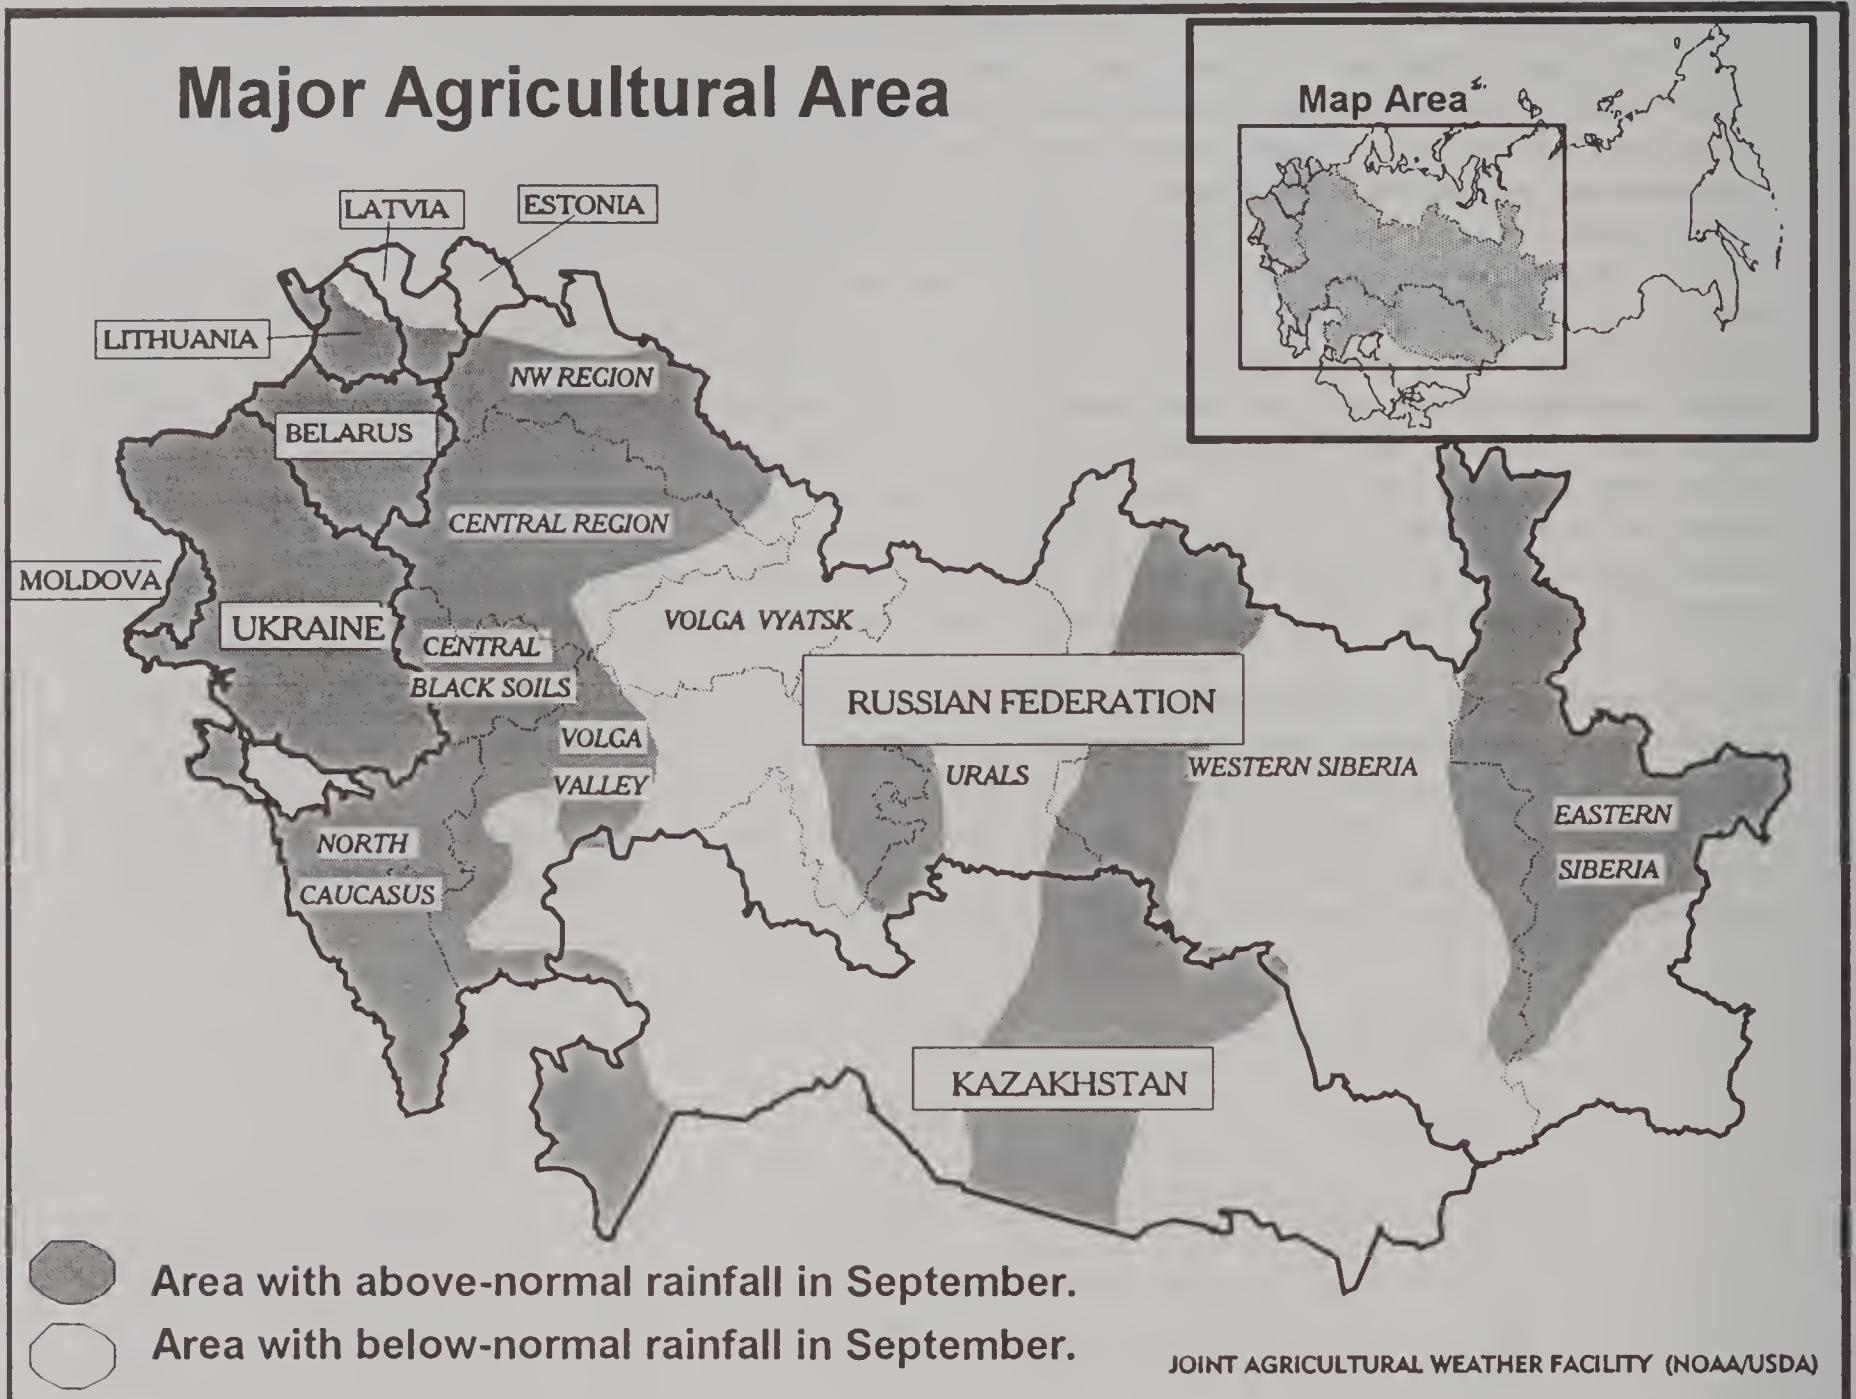 Major Agricultural Area
Map Area
LATVIA
ESTONIA
LITHUANIA
NW REGION
BELARUS
CENTRAL REGION
MOLDOVA
UKRAINE
VOLGA VYATSK
CENTRAL
BLACK SOILS
RUSSIAN FEDERATION
VOLGA
VALLEY
URALS
WESTERN SIBERIA
EASTERN
SIBERIA
NORTH
CAUCASUS
KAZAKHSTAN
Area with above-normal rainfall in September.
Area with below-normal rainfall in September.
JOINT AGRICULTURAL WEATHER FACILITY (NOAA/USDA)